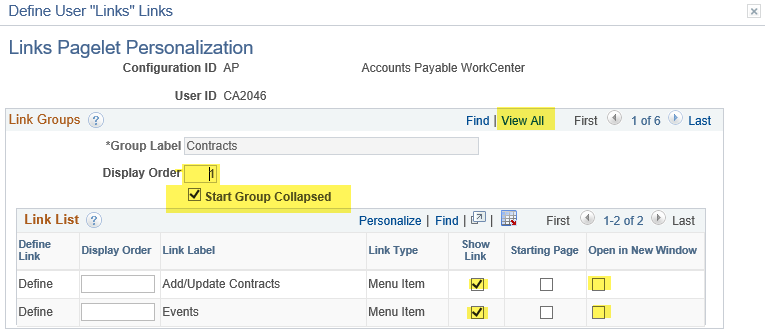 Define User "Links" Links
Links Pagelet Personalization
Configuration ID AP Accounts Payable WorkCenter
User ID CA2046
Link Groups ? Find | View All First 1 of 6 Last
*Group Label Contracts
Display Order 1
Start Group Collapsed
Link List ? Personalize | Find | | First 1-2 of 2 Last
Define Link Display Order Link Label Link Type Show Link Starting Page Open in New Window
Define Add/Update Contracts Menu Item
Define Events Menu Item